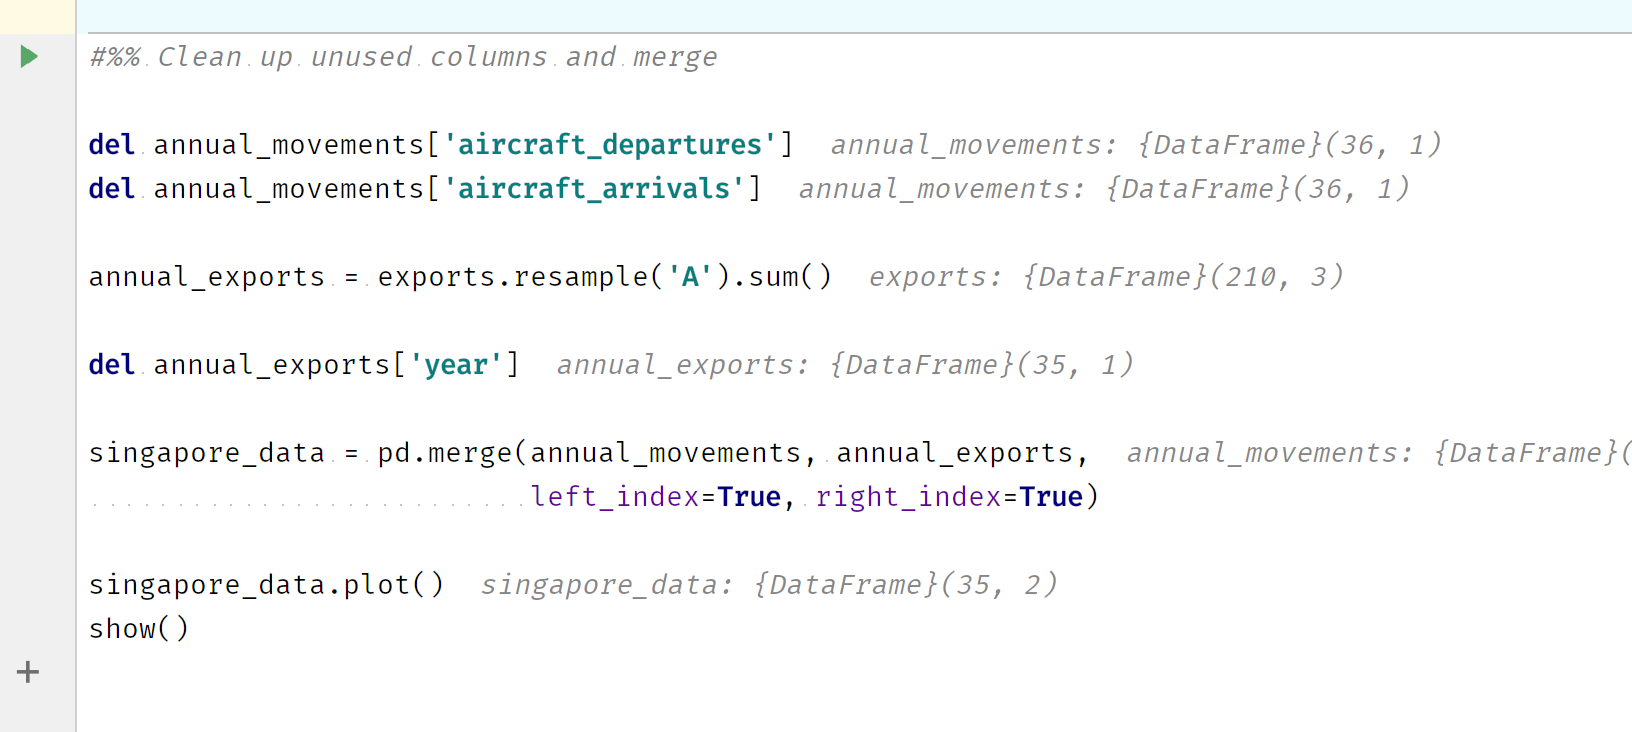 #%% Clean up unused columns and merge
del annual_movements['aircraft_departures'] annual_movements: {DataFrame}(36, 1)
del annual_movements['aircraft_arrivals'] annual_movements: {DataFrame}(36, 1)
annual_exports = exports.resample('A').sum() exports: {DataFrame}(210, 3)
del annual_exports['year'] annual_exports: {DataFrame}(35, 1)
singapore_data = pd.merge(annual_movements, annual_exports, annual_movements: {DataFrame}(
left_index=True, right_index=True)
singapore_data.plot() singapore_data: {DataFrame}(35, 2)
show()